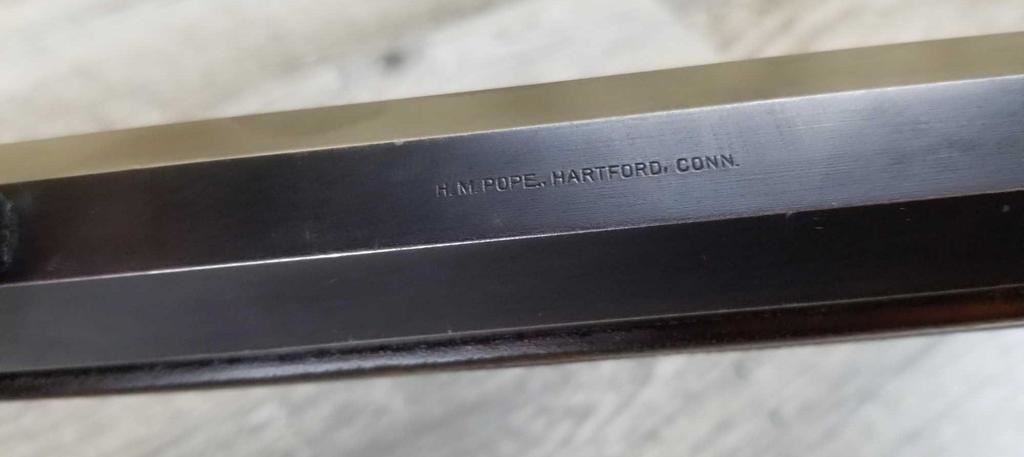 H. M. POPE., HARTFORD, CONN.